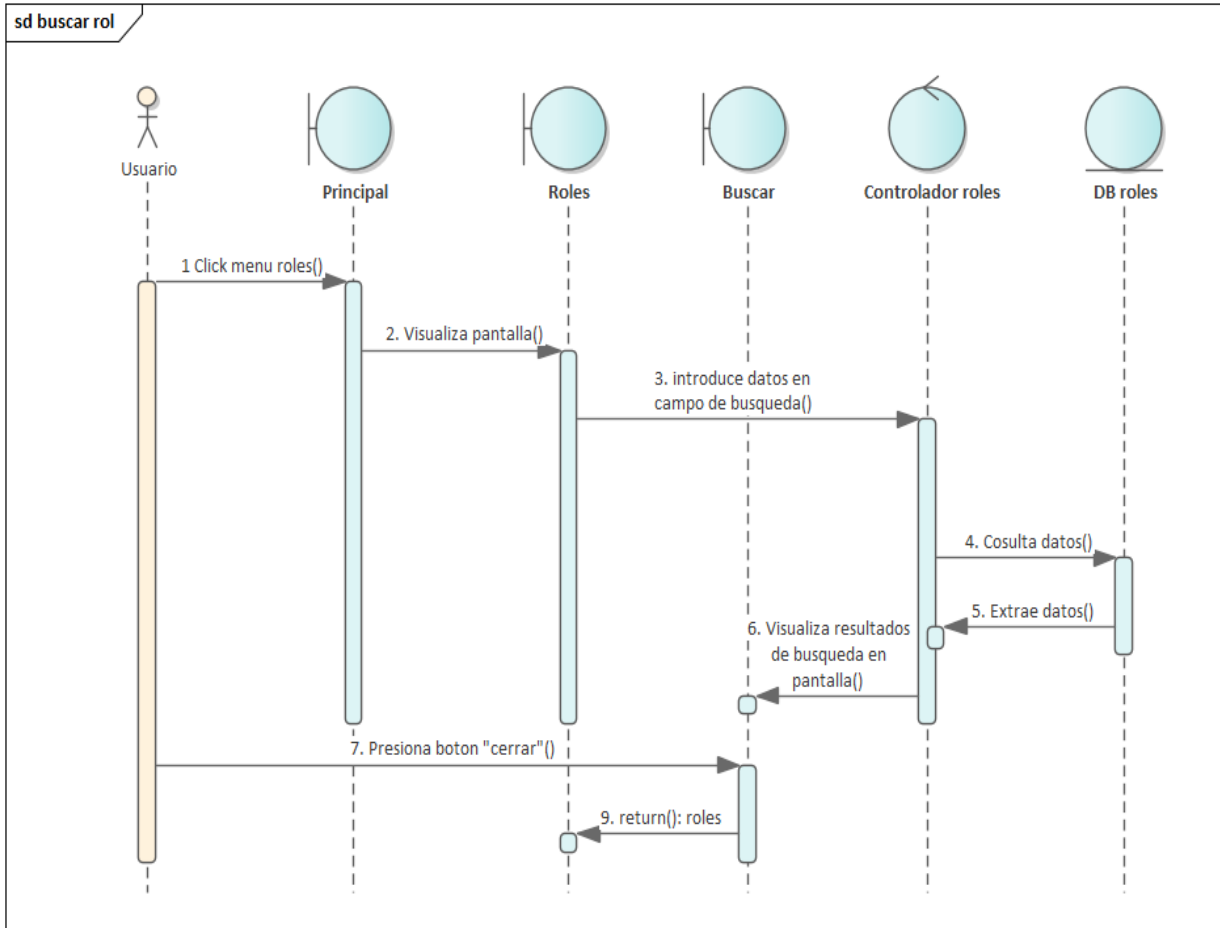 sd buscar rol
Usuario
Principal
Roles
Buscar
Controlador roles
DB roles
1 Click menu roles()
2. Visualiza pantalla()
3. introduce datos en
campo de busqueda()
4. Cosulta datos()
5. Extrae datos()
6. Visualiza resultados
de busqueda en
pantalla()
7. Presiona boton "cerrar"()
9. return(): roles